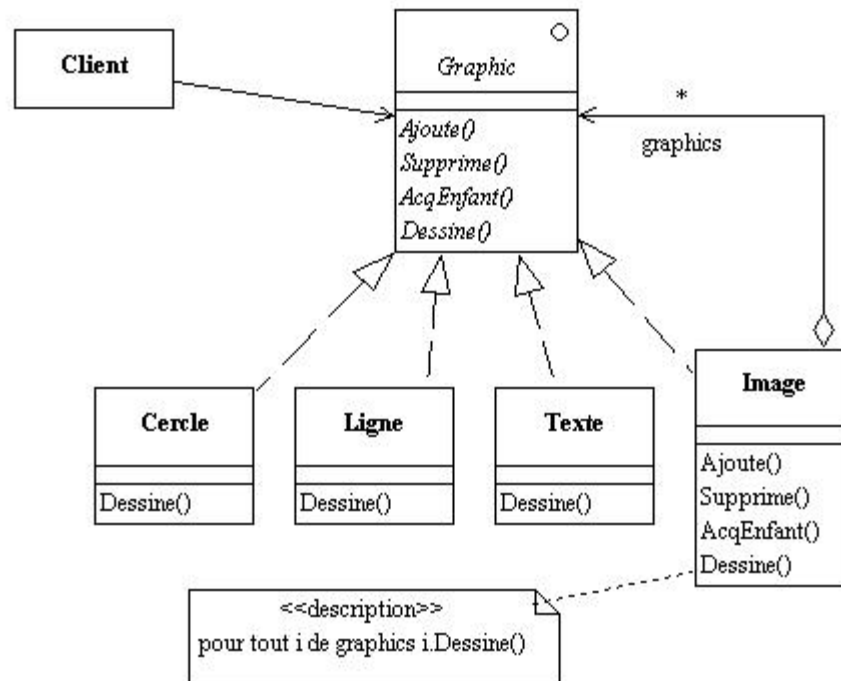 Client
Graphic
Ajoute()
Supprime()
AcqEnfant()
Dessine()
*
graphics
Cercle
Dessine()
Ligne
Dessine()
Texte
Dessine()
Image
Ajoute()
Supprime()
AcqEnfant()
Dessine()
<<description>>
pour tout i de graphics i.Dessine()